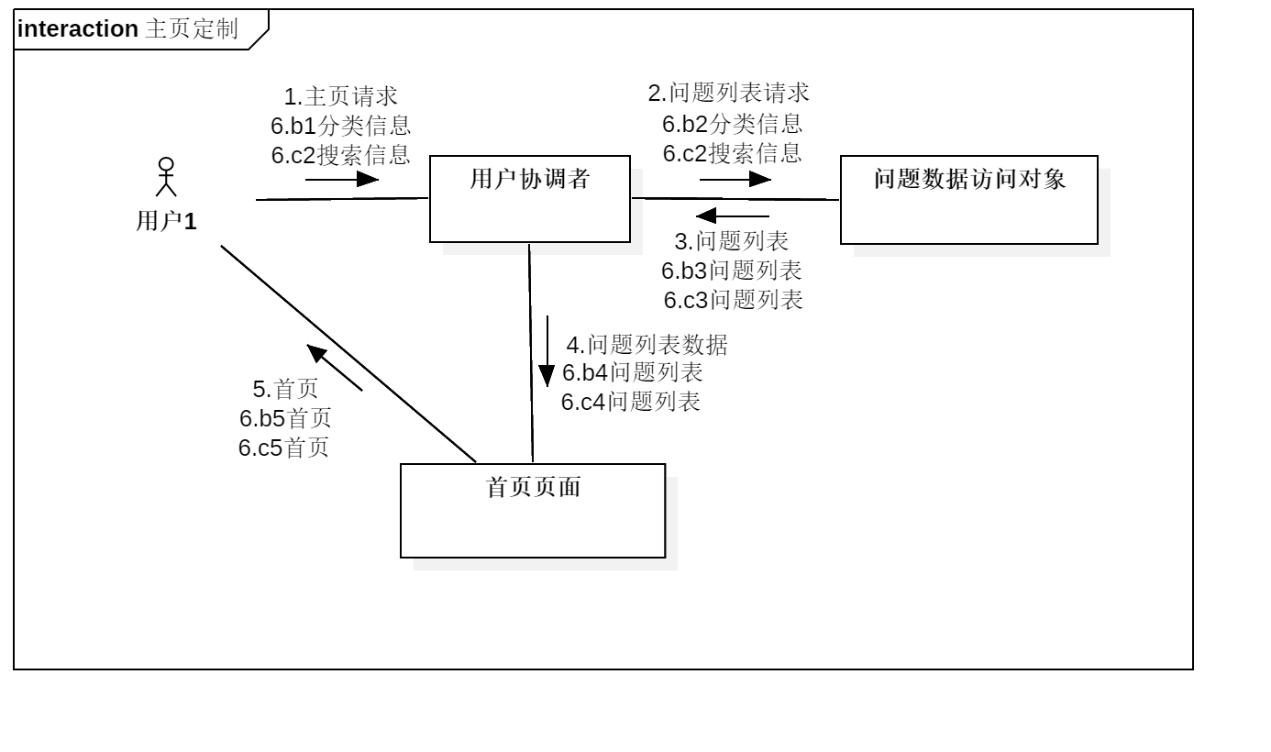 interaction 主页定制
1.主页请求
6.b1分类信息
6.c2搜索信息
2.问题列表请求
6.b2分类信息
6.c2搜索信息
用户1
用户协调者
问题数据访问对象
3.问题列表
6.b3问题列表
6.c3问题列表
4.问题列表数据
6.b4问题列表
6.c4问题列表
5.首页
6.b5首页
6.c5首页
首页页面